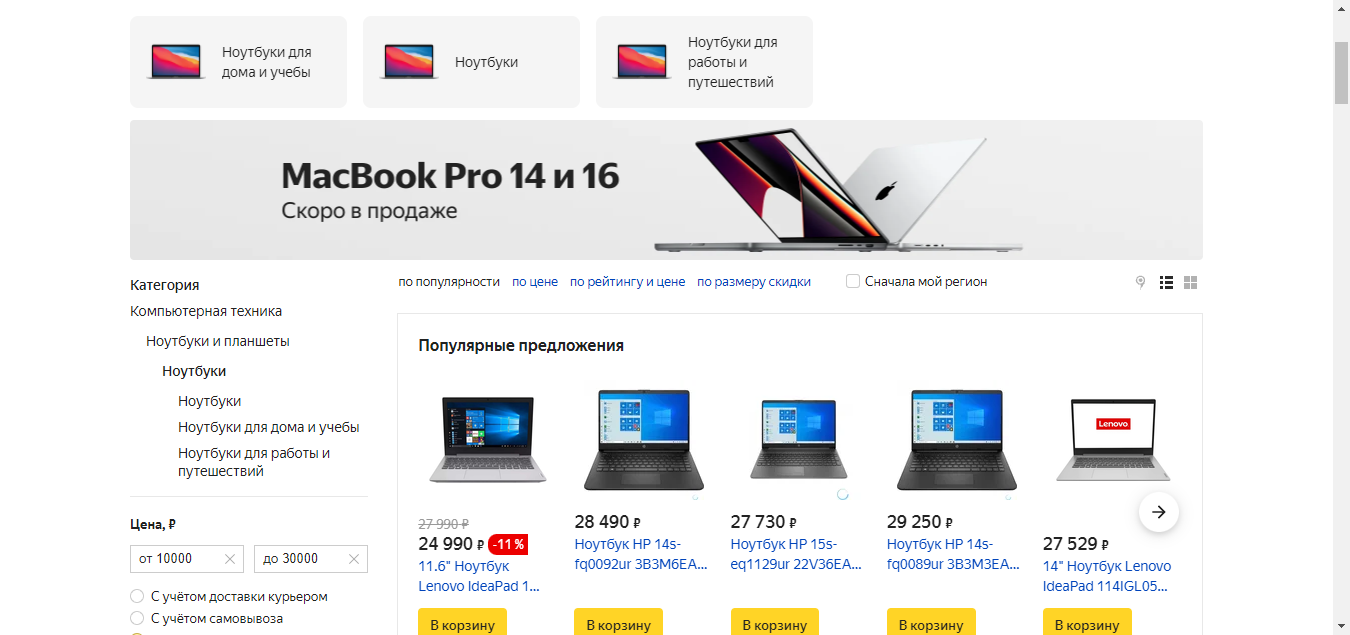 Ноутбуки для
дома и учебы
Ноутбуки
Ноутбуки для
работы и
путешествий
MacBook Pro 14 и 16
Скоро в продаже
Категория
Компьютерная техника
Ноутбуки и планшеты
Ноутбуки
Ноутбуки
Ноутбуки для дома и учебы
Ноутбуки для работы и
путешествий
Цена, ₽
от 10000
до 30000
С учётом доставки курьером
С учётом самовывоза
по популярности по цене по рейтингу и цене по размеру скидки Сначала мой регион
Популярные предложения
Lenovo
27 990 ₽
24 990 ₽ -11 %
11.6" Ноутбук
Lenovo IdeaPad 1...
В корзину
28 490 ₽
Ноутбук HP 14s-
fq0092ur 3B3M6EA...
В корзину
27 730 ₽
Ноутбук HP 15s-
eq1129ur 22V36EA...
В корзину
29 250 ₽
Ноутбук HP 14s-
fq0089ur 3B3M3EA...
В корзину
27 529 ₽
14" Ноутбук Lenovo
IdeaPad 114IGL05...
В корзину